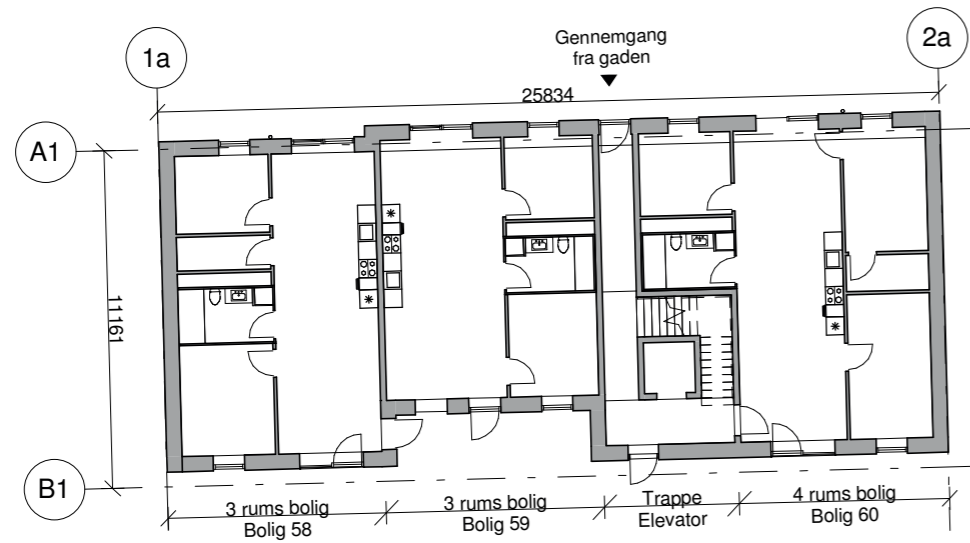 1a
2a
Gennemgang
fra gaden
25834
A1
11161
B1
3 rums bolig
Bolig 58
3 rums bolig
Bolig 59
Trappe
Elevator
4 rums bolig
Bolig 60